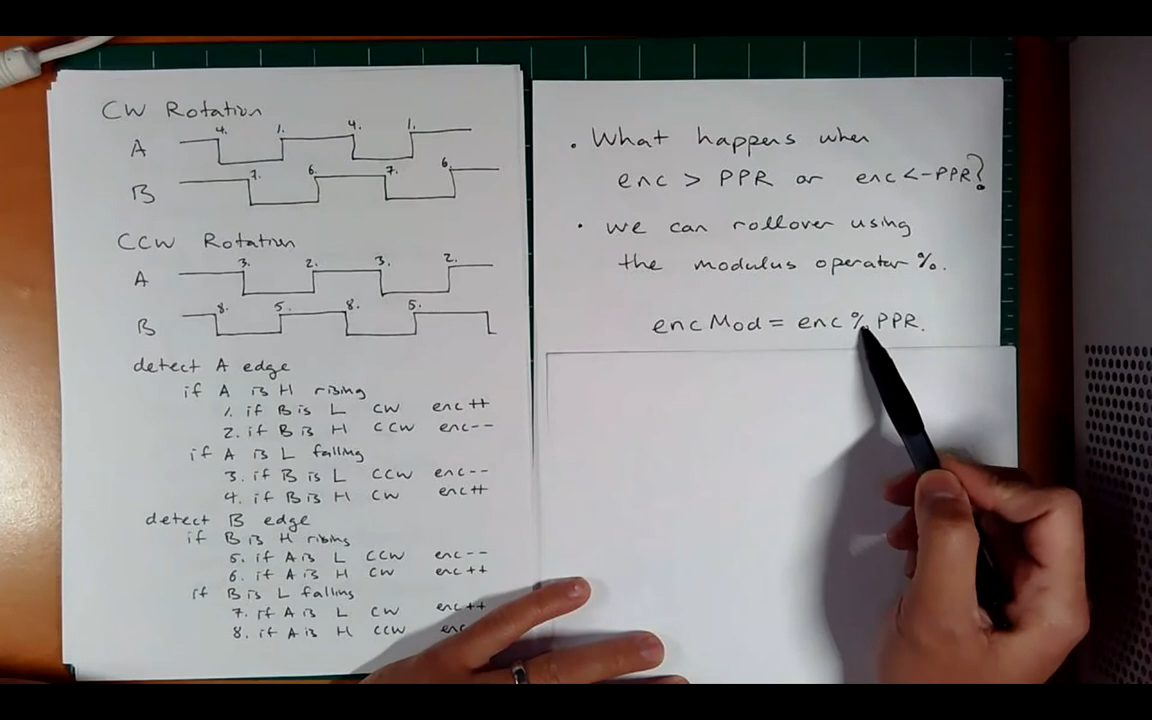 CW Rotation
4. 1. 4. 1.
A
7. 6. 7. 6.
B
CCW Rotation
3. 2. 3. 2.
A
8. 5. 8. 5.
B
detect A edge
if A is H rising
1. if B is L CW enc++
2. if B is H CCW enc--
if A is L falling
3. if B is L CCW enc--
4. if B is H CW enc++
detect B edge
if B is H rising
5. if A is L CCW enc--
6. if A is H CW enc++
if B is L falling
7. if A is L CW enc++
8. if A is H CCW
• What happens when
enc > PPR or enc <-PPR?
• we can rollover using
the modulus operator %.
encMod = enc % PPR.